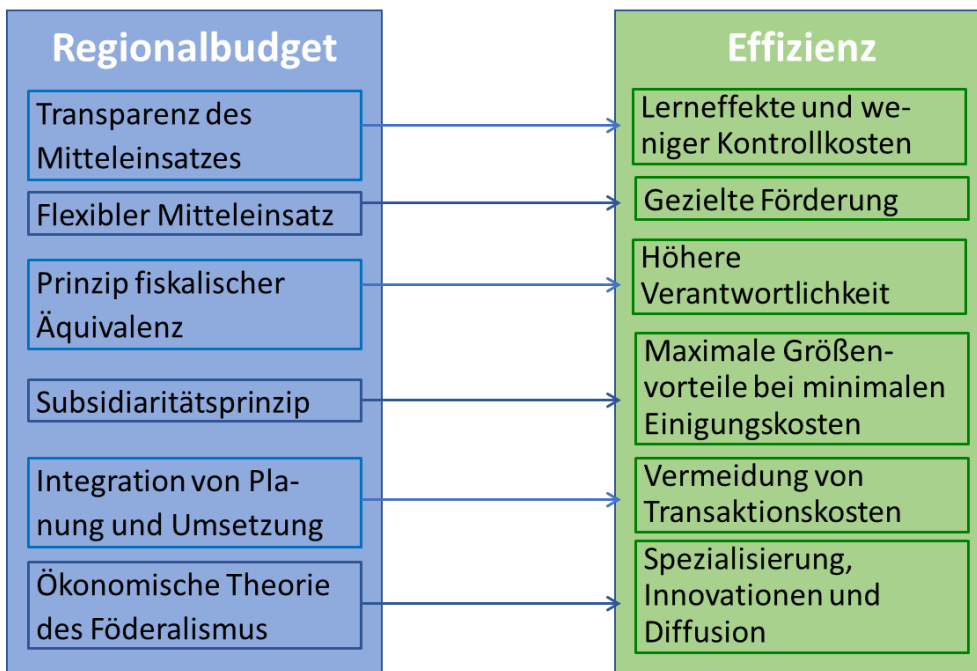 Regionalbudget
Transparenz des
Mitteleinsatzes
Flexibler Mitteleinsatz
Prinzip fiskalischer
Äquivalenz
Subsidiaritätsprinzip
Integration von Pla-
nung und Umsetzung
Ökonomische Theorie
des Föderalismus
Effizienz
Lerneffekte und we-
niger Kontrollkosten
Gezielte Förderung
Höhere
Verantwortlichkeit
Maximale Größen-
vorteile bei minimalen
Einigungskosten
Vermeidung von
Transaktionskosten
Spezialisierung,
Innovationen und
Diffusion